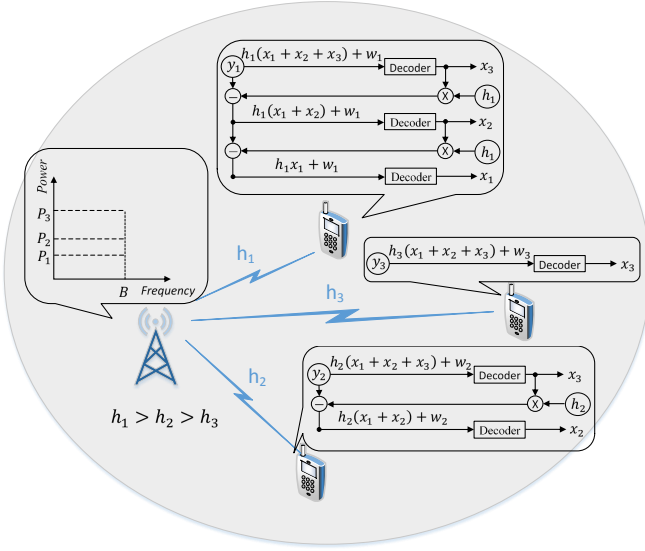 h₁(x₁ + x₂ + x₃) + w₁
y₁
Decoder
x₃
−
X
h₁
h₁(x₁ + x₂) + w₁
Decoder
x₂
−
X
h₁
h₁x₁ + w₁
Decoder
x₁
Power
P₃
P₂
P₁
B
Frequency
h₁
h₃(x₁ + x₂ + x₃) + w₃
y₃
Decoder
x₃
h₃
h₂
h₁ > h₂ > h₃
h₂(x₁ + x₂ + x₃) + w₂
y₂
Decoder
x₃
−
X
h₂
h₂(x₁ + x₂) + w₂
Decoder
x₂